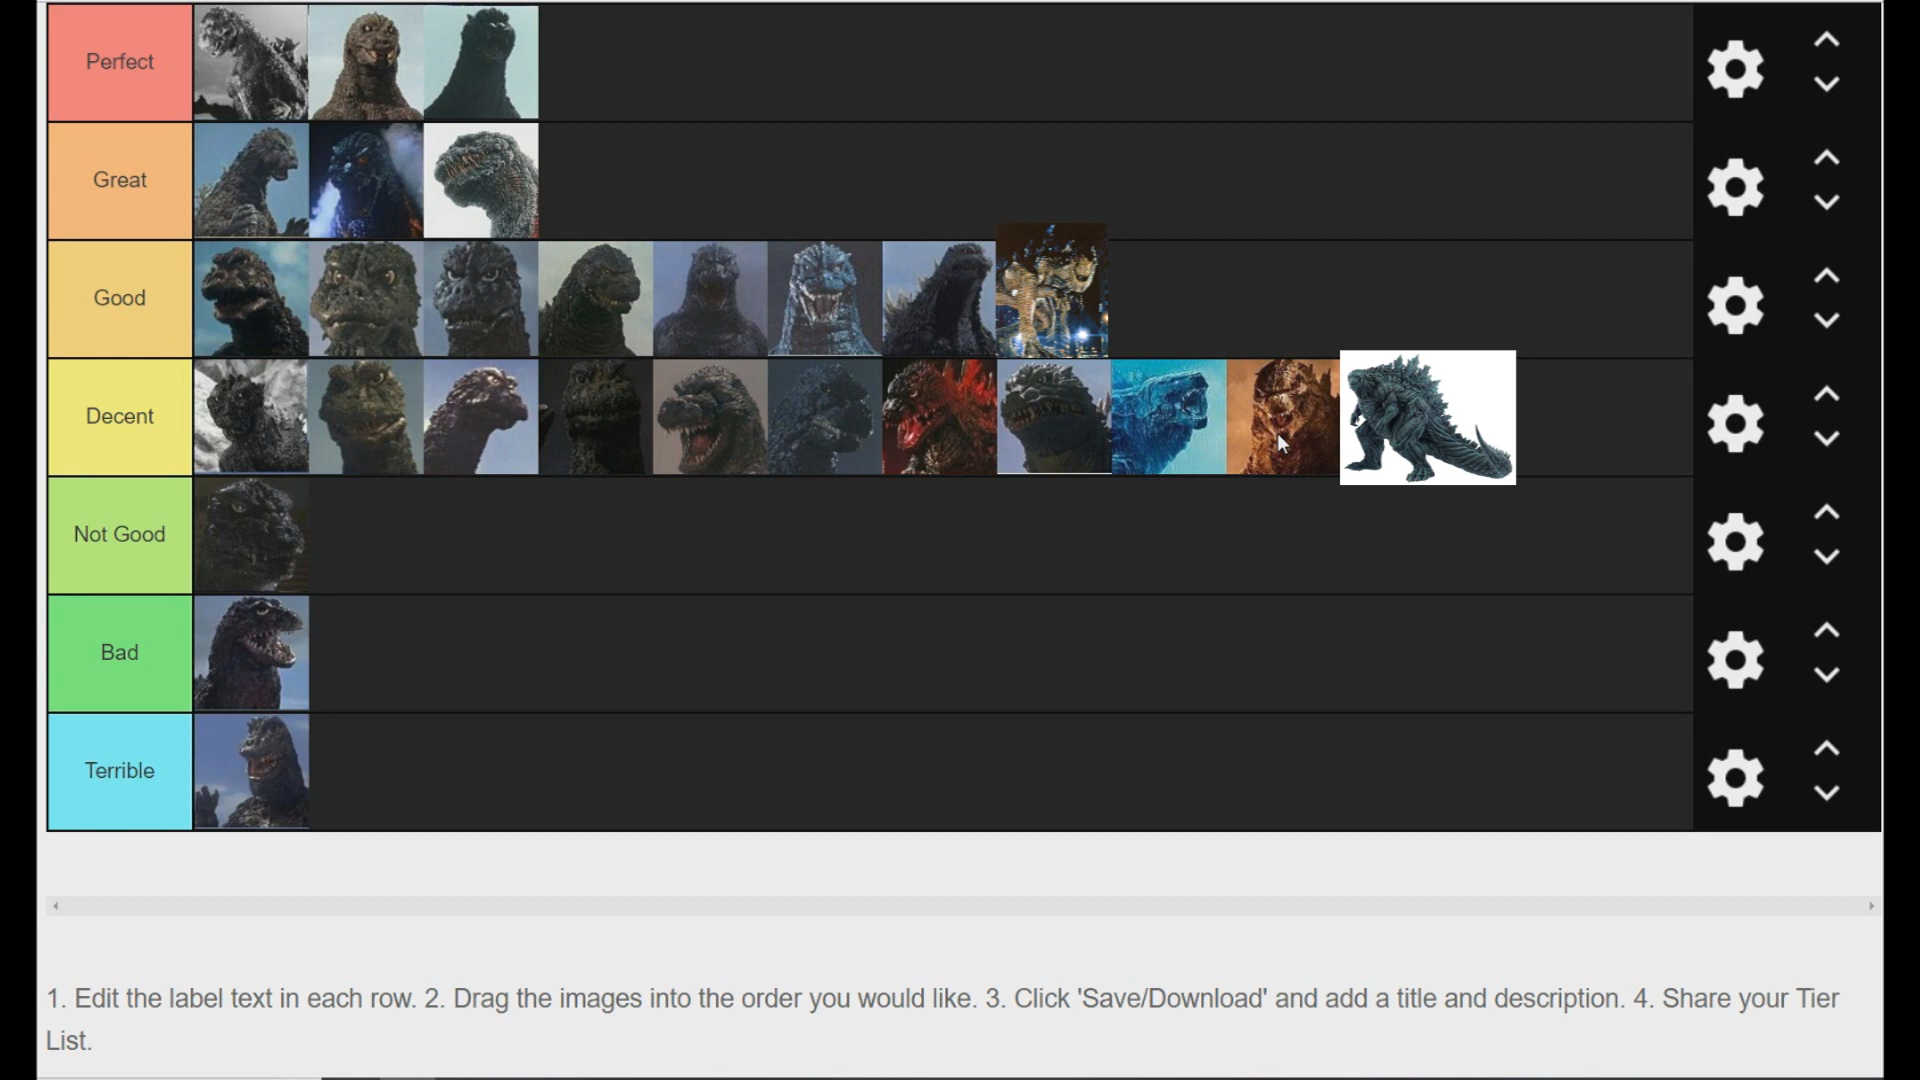 Perfect
Great
Good
Decent
Not Good
Bad
Terrible
1. Edit the label text in each row. 2. Drag the images into the order you would like. 3. Click 'Save/Download' and add a title and description. 4. Share your Tier
List.